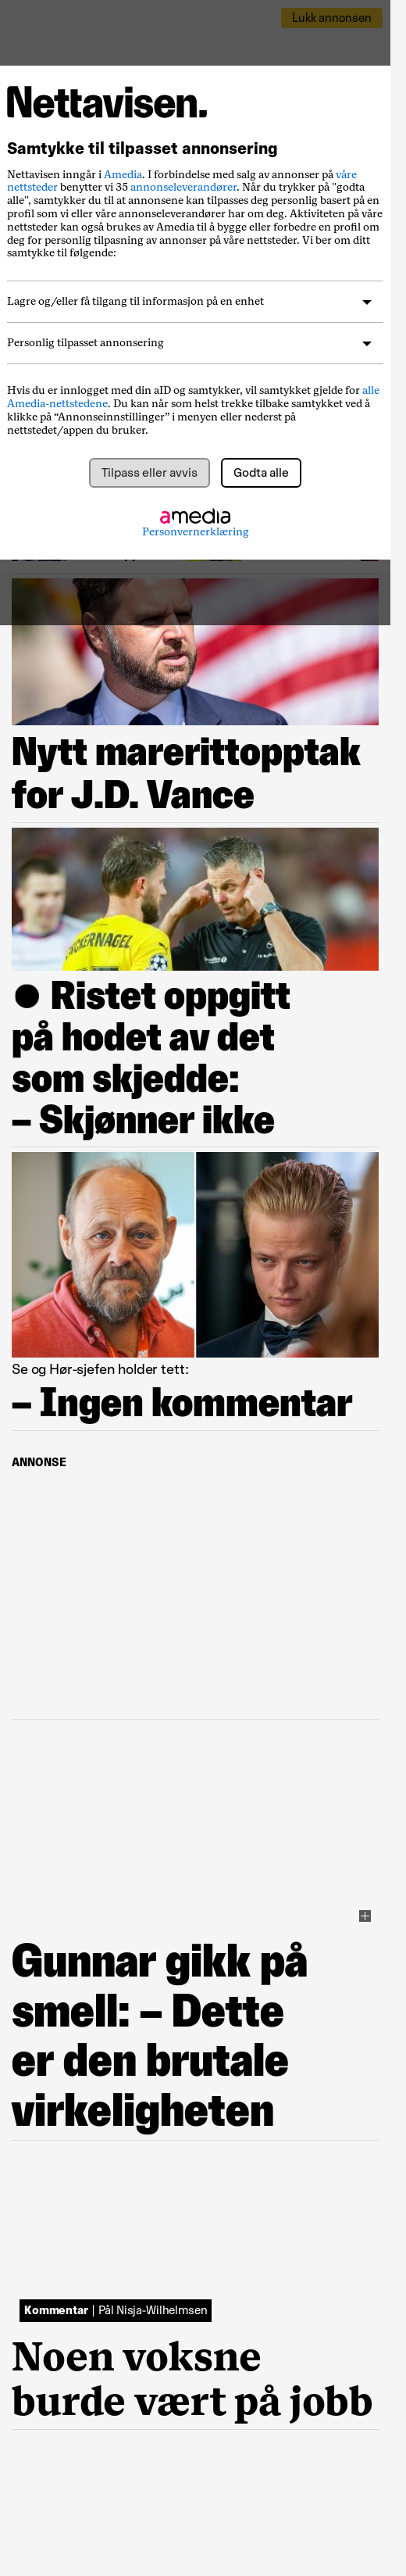 Lukk annonsen
Nettavisen.
Samtykke til tilpasset annonsering
Nettavisen inngår i Amedia. I forbindelse med salg av annonser på våre
nettsteder benytter vi 35 annonseleverandører. Når du trykker på "godta
alle", samtykker du til at annonsene kan tilpasses deg personlig basert på en
profil som vi eller våre annonseleverandører har om deg. Aktiviteten på våre
nettsteder kan også brukes av Amedia til å bygge eller forbedre en profil om
deg for personlig tilpasning av annonser på våre nettsteder. Vi ber om ditt
samtykke til følgende:
Lagre og/eller få tilgang til informasjon på en enhet
Personlig tilpasset annonsering
Hvis du er innlogget med din aID og samtykker, vil samtykket gjelde for alle
Amedia-nettstedene. Du kan når som helst trekke tilbake samtykket ved å
klikke på “Annonseinnstillinger” i menyen eller nederst på
nettstedet/appen du bruker.
Tilpass eller avvis
Godta alle
amedia
Personvernerklæring
Nytt marerittopptak
for J.D. Vance
ACKERNAGEL
● Ristet oppgitt
på hodet av det
som skjedde:
– Skjønner ikke
Se og Hør-sjefen holder tett:
– Ingen kommentar
ANNONSE
Gunnar gikk på
smell: – Dette
er den brutale
virkeligheten
Kommentar | Pål Nisja-Wilhelmsen
Noen voksne
burde vært på jobb